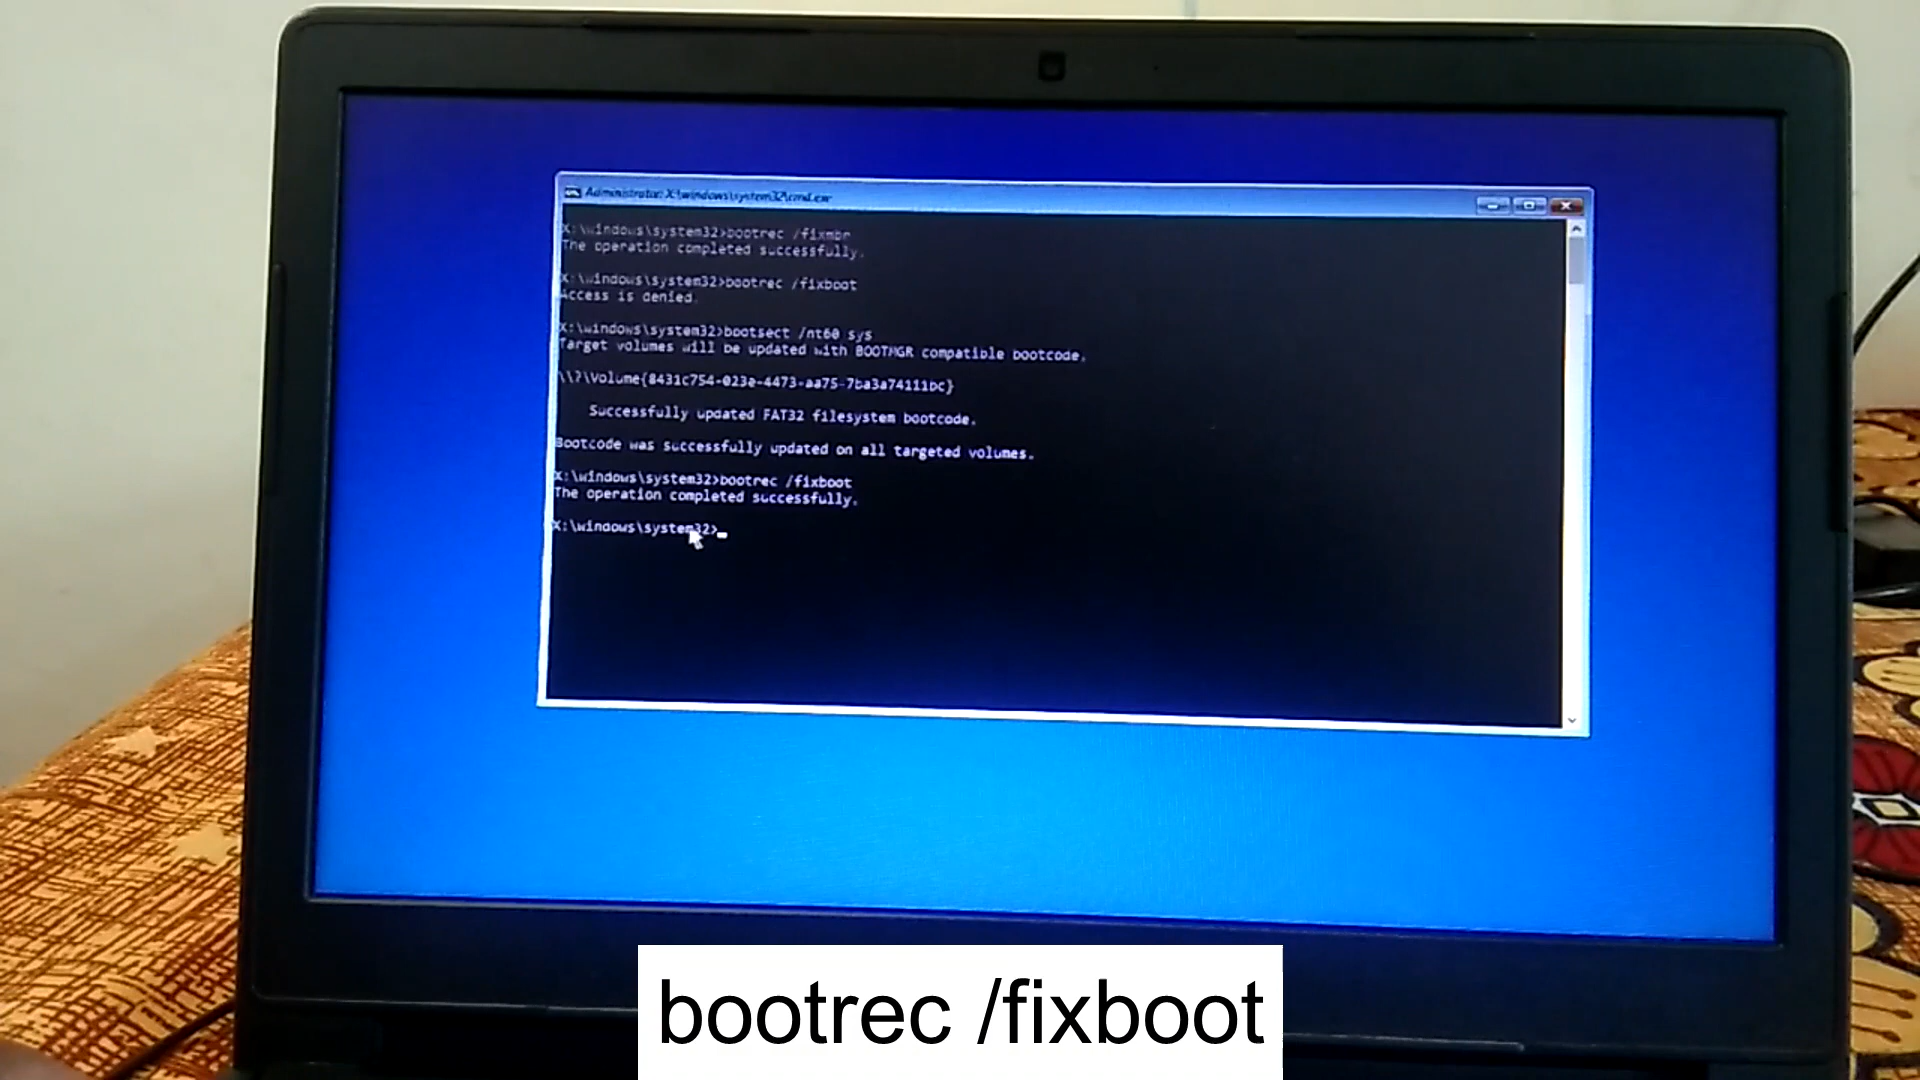 Administrator: X:\windows\system32\cmd.exe
X:\windows\system32>bootrec /fixmbr
The operation completed successfully.
X:\windows\system32>bootrec /fixboot
Access is denied.
X:\windows\system32>bootsect /nt60 sys
Target volumes will be updated with BOOTMGR compatible bootcode.
\\?\Volume{8431c754-023e-4473-aa75-7ba3a74111bc}
Successfully updated FAT32 filesystem bootcode.
Bootcode was successfully updated on all targeted volumes.
X:\windows\system32>bootrec /fixboot
The operation completed successfully.
X:\windows\system32>
bootrec /fixboot